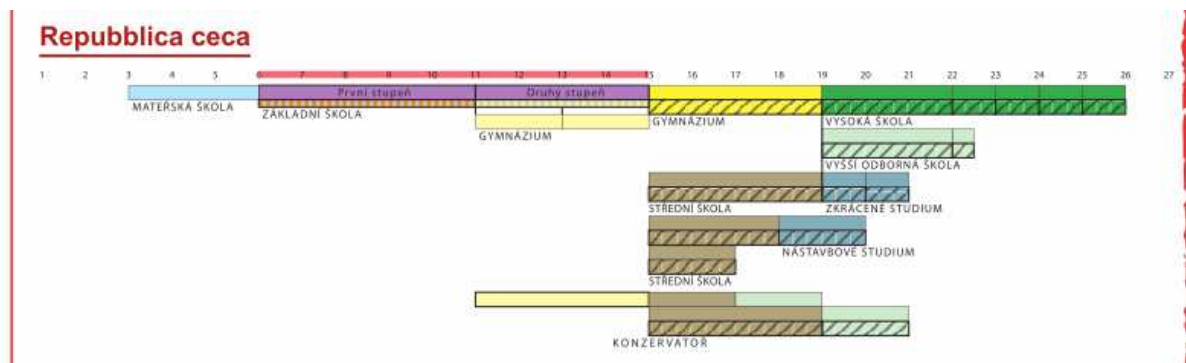 Repubblica ceca
1 2 3 4 5 6 7 8 9 10 11 12 13 14 15 16 17 18 19 20 21 22 23 24 25 26 27
První stupeň Druhy stupeň
MATEŘSKÁ ŠKOLA ZÁKLADNÍ ŠKOLA GYMNÁZIUM VYSOKÁ ŠKOLA
GYMNÁZIUM
VYŠŠÍ ODBORNÁ ŠKOLA
STŘEDNÍ ŠKOLA ZKRÁCENÉ STUDIUM
NÁSTAVBOVÉ STUDIUM
STŘEDNÍ ŠKOLA
KONZERVATOŘ